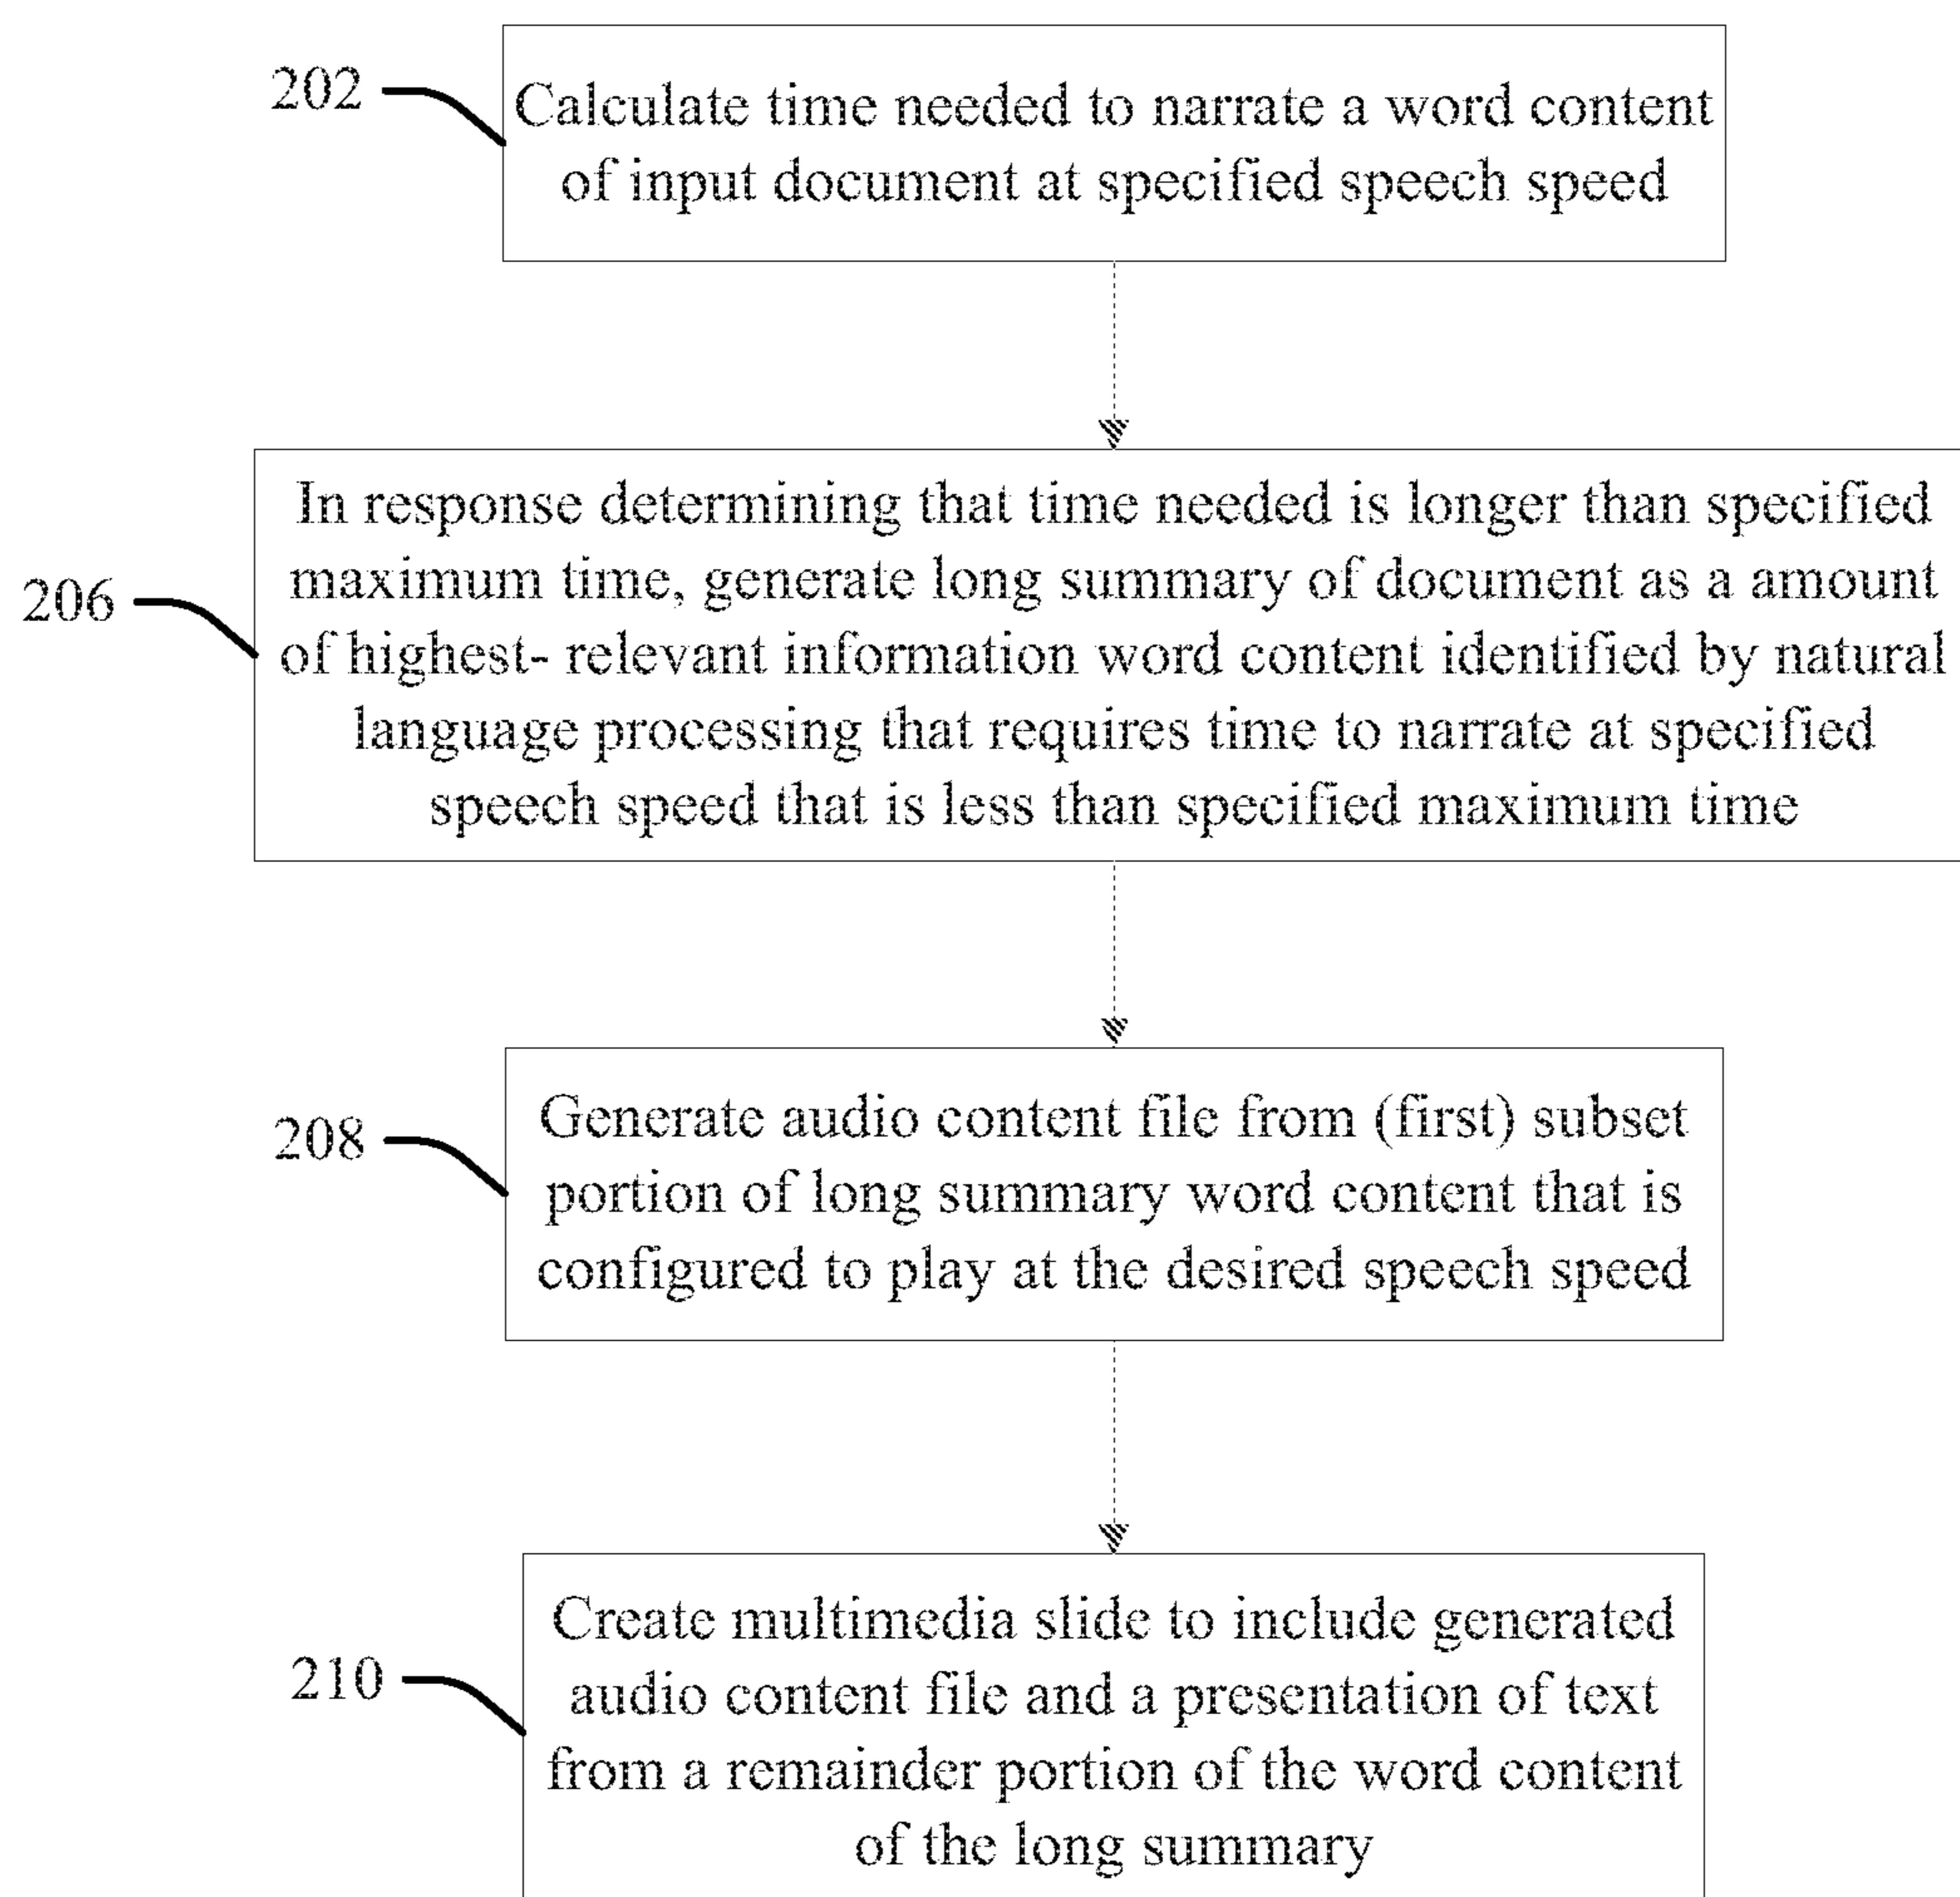 202
Calculate time needed to narrate a word content
of input document at specified speech speed
206
In response determining that time needed is longer than specified
maximum time, generate long summary of document as a amount
of highest- relevant information word content identified by natural
language processing that requires time to narrate at specified
speech speed that is less than specified maximum time
208
Generate audio content file from (first) subset
portion of long summary word content that is
configured to play at the desired speech speed
210
Create multimedia slide to include generated
audio content file and a presentation of text
from a remainder portion of the word content
of the long summary